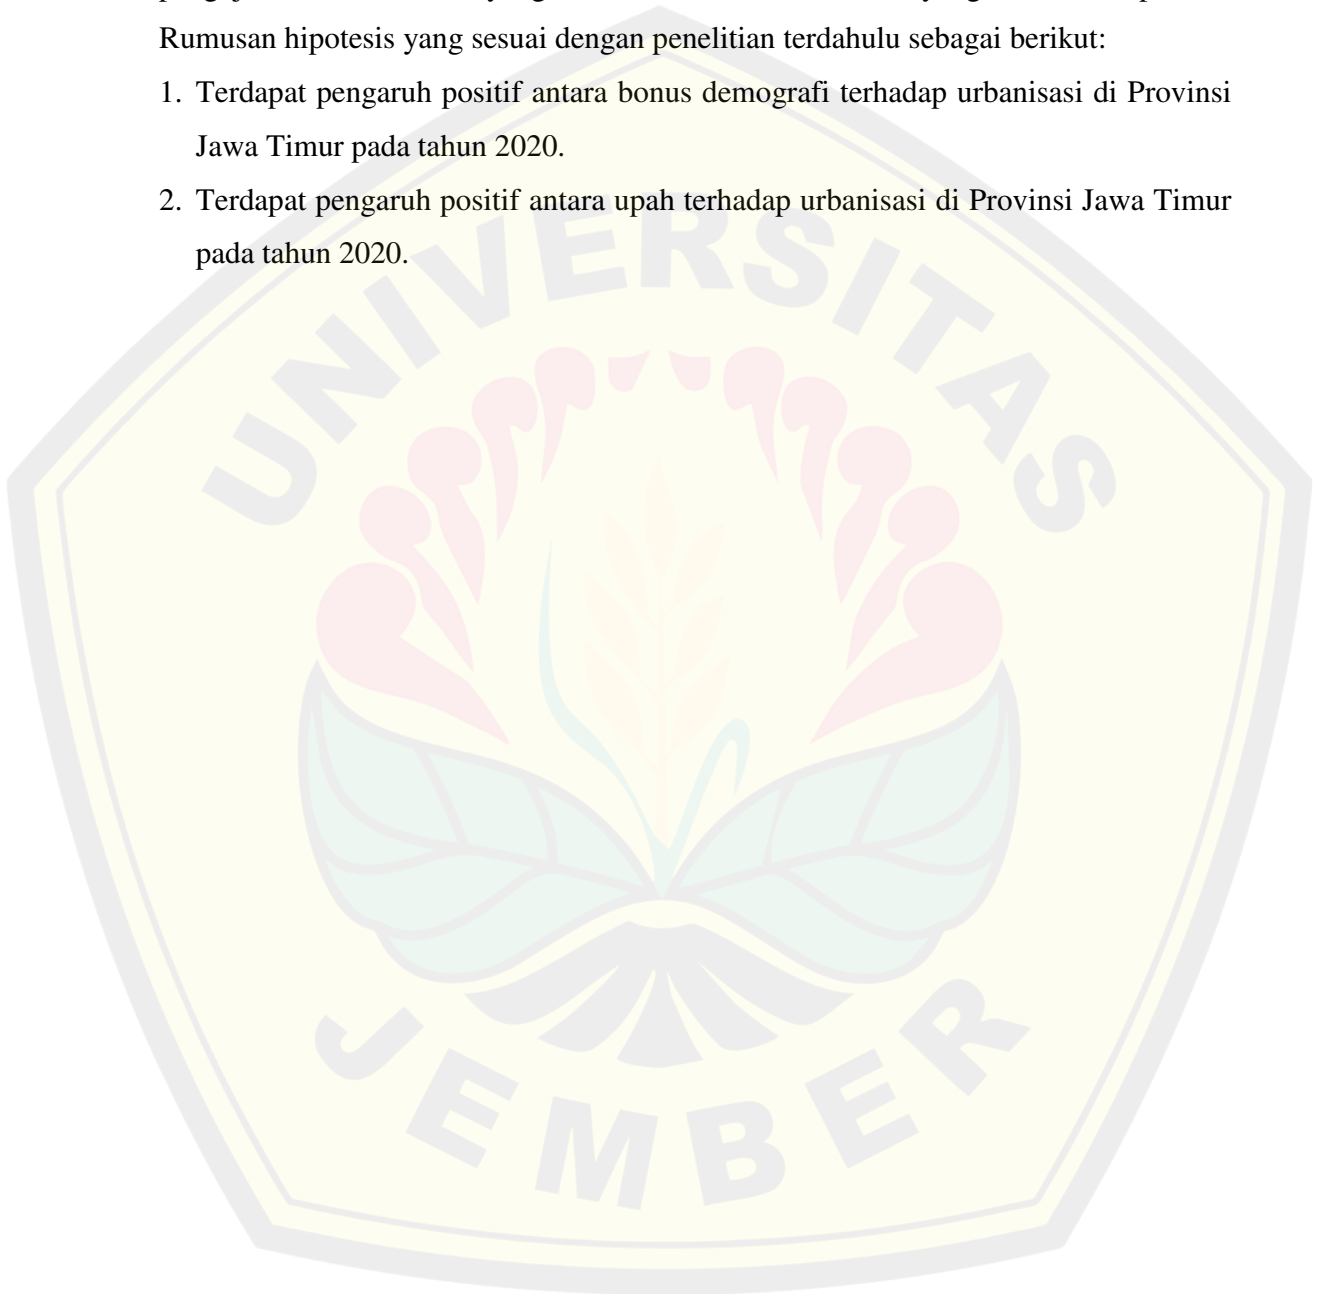 Rumusan hipotesis yang sesuai dengan penelitian terdahulu sebagai berikut:
1. Terdapat pengaruh positif antara bonus demografi terhadap urbanisasi di Provinsi
Jawa Timur pada tahun 2020.
2. Terdapat pengaruh positif antara upah terhadap urbanisasi di Provinsi Jawa Timur
pada tahun 2020.
UNIVERSITAS
JEMBER